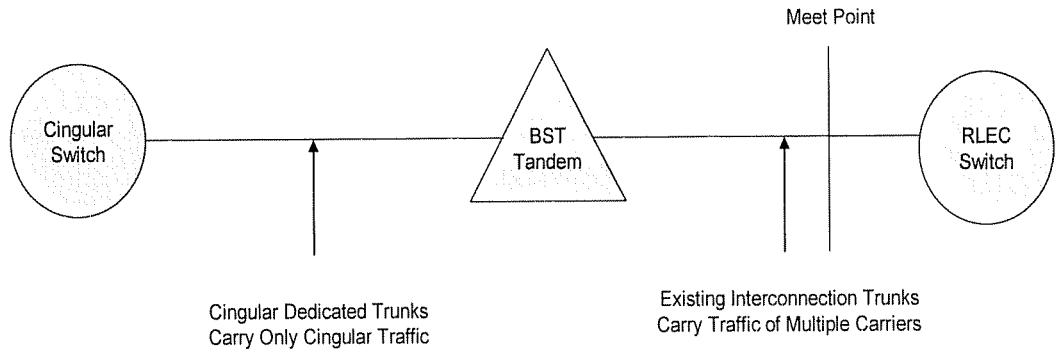 Meet Point
Cingular
Switch
BST
Tandem
RLEC
Switch
Cingular Dedicated Trunks
Carry Only Cingular Traffic
Existing Interconnection Trunks
Carry Traffic of Multiple Carriers